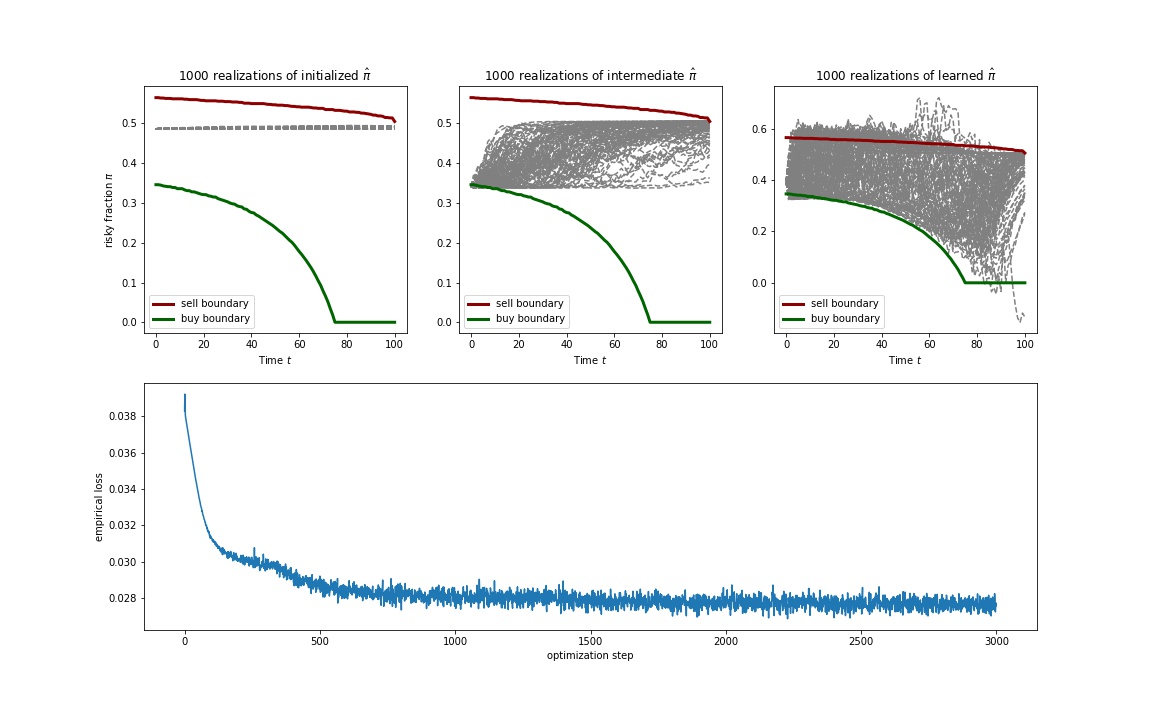 1000 realizations of initialized π̂
0.5
0.4
0.3
0.2
0.1
0.0
risky fraction π
sell boundary
buy boundary
0 20 40 60 80 100
Time t
1000 realizations of intermediate π̂
0.5
0.4
0.3
0.2
0.1
0.0
sell boundary
buy boundary
0 20 40 60 80 100
Time t
1000 realizations of learned π̂
0.6
0.4
0.2
0.0
sell boundary
buy boundary
0 20 40 60 80 100
Time t
0.038
0.036
0.034
0.032
0.030
0.028
empirical loss
0 500 1000 1500 2000 2500 3000
optimization step